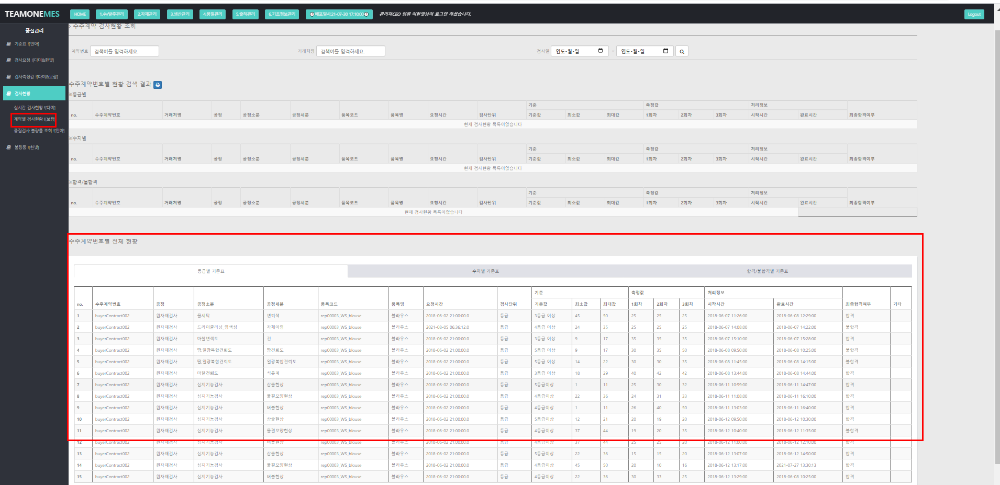 TEAMONEMES HOME 1.수/발주관리 2.자재관리 3.생산관리 4.품질관리 5.출하관리 6.기초정보관리 배포일시:21-07-30 17:10:00 관리자CEO 임원 이한빛님이 로그인 하셨습니다. Logout
품질관리
기준표 ![민아]
검사요청 ![다미&한빛]
검사측정값 ![다미&보람]
검사현황
실시간 검사현황 ![다미]
계약별 검사현황 ![보람]
품질검사 불량률 조회 ![민아]
불량품 ![한빛]
> 수주계약 검사현황 조회
계약번호 검색어를 입력하세요. 거래처명 검색어를 입력하세요. 검사일 연도-월-일 - 연도-월-일
수주계약번호별 현황 검색 결과
※등급별
기준 측정값 처리정보
no. 수주계약번호 거래처명 공정 공정소분 공정세분 품목코드 품목명 요청시간 검사단위 기준값 최소값 최대값 1회차 2회차 3회차 시작시간 완료시간 최종합격여부
현재 검사현황 목록이없습니다
※수치별
기준 측정값 처리정보
no. 수주계약번호 거래처명 공정 공정소분 공정세분 품목코드 품목명 요청시간 검사단위 기준값 최소값 최대값 1회차 2회차 3회차 시작시간 완료시간 최종합격여부
현재 검사현황 목록이없습니다
※합격/불합격
기준 측정값 처리정보
no. 수주계약번호 거래처명 공정 공정소분 공정세분 품목코드 품목명 요청시간 검사단위 기준값 최소값 최대값 1회차 2회차 3회차 시작시간 완료시간 최종합격여부
현재 검사현황 목록이없습니다
수주계약번호별 전체 현황
등급별 기준표 수치별 기준표 합격/불합격별 기준표
기준 측정값 처리정보
no. 수주계약번호 공정 공정소분 공정세분 품목코드 품목명 요청시간 검사단위 기준값 최소값 최대값 1회차 2회차 3회차 시작시간 완료시간 최종합격여부 기타
1 buyerContract002 원자재검사 물세탁 변퇴색 rep00003_WS_blouse 블라우스 2018-06-02 21:00:00.0 등급 3등급 이상 45 50 25 25 25 2018-06-07 11:26:00 2018-06-08 12:29:00 합격
2 buyerContract002 원자재검사 드라이클리닝 염색성 자체이염 rep00003_WS_blouse 블라우스 2021-08-05 06:36:12.0 등급 4등급 이상 24 35 25 25 25 2018-06-07 14:08:00 2018-06-07 14:22:00 불합격
3 buyerContract002 원자재검사 마찰변색도 건 rep00003_WS_blouse 블라우스 2018-06-02 21:00:00.0 등급 3등급 이상 9 17 35 35 35 2018-06-07 15:10:00 2018-06-07 15:28:00 합격
4 buyerContract002 원자재검사 땀,일광복합견뢰도 땀견뢰도 rep00003_WS_blouse 블라우스 2018-06-02 21:00:00.0 등급 5등급 이상 9 17 30 35 50 2018-06-08 09:50:00 2018-06-08 10:25:00 불합격
5 buyerContract002 원자재검사 땀,일광복합견뢰도 일광복합견뢰도 rep00003_WS_blouse 블라우스 2018-06-02 21:00:00.0 등급 5등급 이상 14 22 30 30 35 2018-06-08 11:45:00 2018-06-08 14:15:00 불합격
6 buyerContract002 원자재검사 마찰견뢰도 석유계 rep00003_WS_blouse 블라우스 2018-06-02 21:00:00.0 등급 3등급 이상 18 29 40 42 42 2018-06-08 13:44:00 2018-06-08 14:44:00 합격
7 buyerContract002 원자재검사 심지기능검사 삼출현상 rep00003_WS_blouse 블라우스 2018-06-02 21:00:00.0 등급 5등급이상 1 11 25 30 32 2018-06-11 10:59:00 2018-06-11 14:47:00 합격
8 buyerContract002 원자재검사 심지기능검사 물결모양현상 rep00003_WS_blouse 블라우스 2018-06-02 21:00:00.0 등급 4등급이상 22 36 24 31 33 2018-06-11 11:08:00 2018-06-11 16:10:00 합격
9 buyerContract002 원자재검사 심지기능검사 버블현상 rep00003_WS_blouse 블라우스 2018-06-02 21:00:00.0 등급 4등급이상 1 11 26 40 50 2018-06-11 13:03:00 2018-06-11 16:40:00 합격
10 buyerContract002 원자재검사 심지기능검사 삼출현상 rep00003_WS_blouse 블라우스 2018-06-02 21:00:00.0 등급 5등급이상 12 21 20 19 20 2018-06-12 09:50:00 2018-06-12 10:30:00 합격
11 buyerContract002 원자재검사 심지기능검사 물결모양현상 rep00003_WS_blouse 블라우스 2018-06-02 21:00:00.0 등급 4등급이상 37 44 19 20 35 2018-06-12 10:40:00 2018-06-12 11:35:00 불합격
12 buyerContract002 원자재검사 심지기능검사 버블현상 rep00003_WS_blouse 블라우스 2018-06-02 21:00:00.0 등급 4등급이상 37 44 25 25 20 2018-06-12 11:00:00 2018-06-12 12:10:00 합격
13 buyerContract002 원자재검사 심지기능검사 삼출현상 rep00003_WS_blouse 블라우스 2018-06-02 21:00:00.0 등급 5등급이상 22 36 15 15 20 2018-06-12 13:07:00 2018-06-12 14:50:00 합격
14 buyerContract002 원자재검사 심지기능검사 물결모양현상 rep00003_WS_blouse 블라우스 2018-06-02 21:00:00.0 등급 4등급이상 45 50 20 10 16 2018-06-12 13:17:00 2021-07-27 13:30:13 합격
15 buyerContract002 원자재검사 심지기능검사 버블현상 rep00003_WS_blouse 블라우스 2018-06-02 21:00:00.0 등급 4등급이상 22 36 30 33 25 2018-06-12 13:29:00 2018-06-08 10:25:00 합격